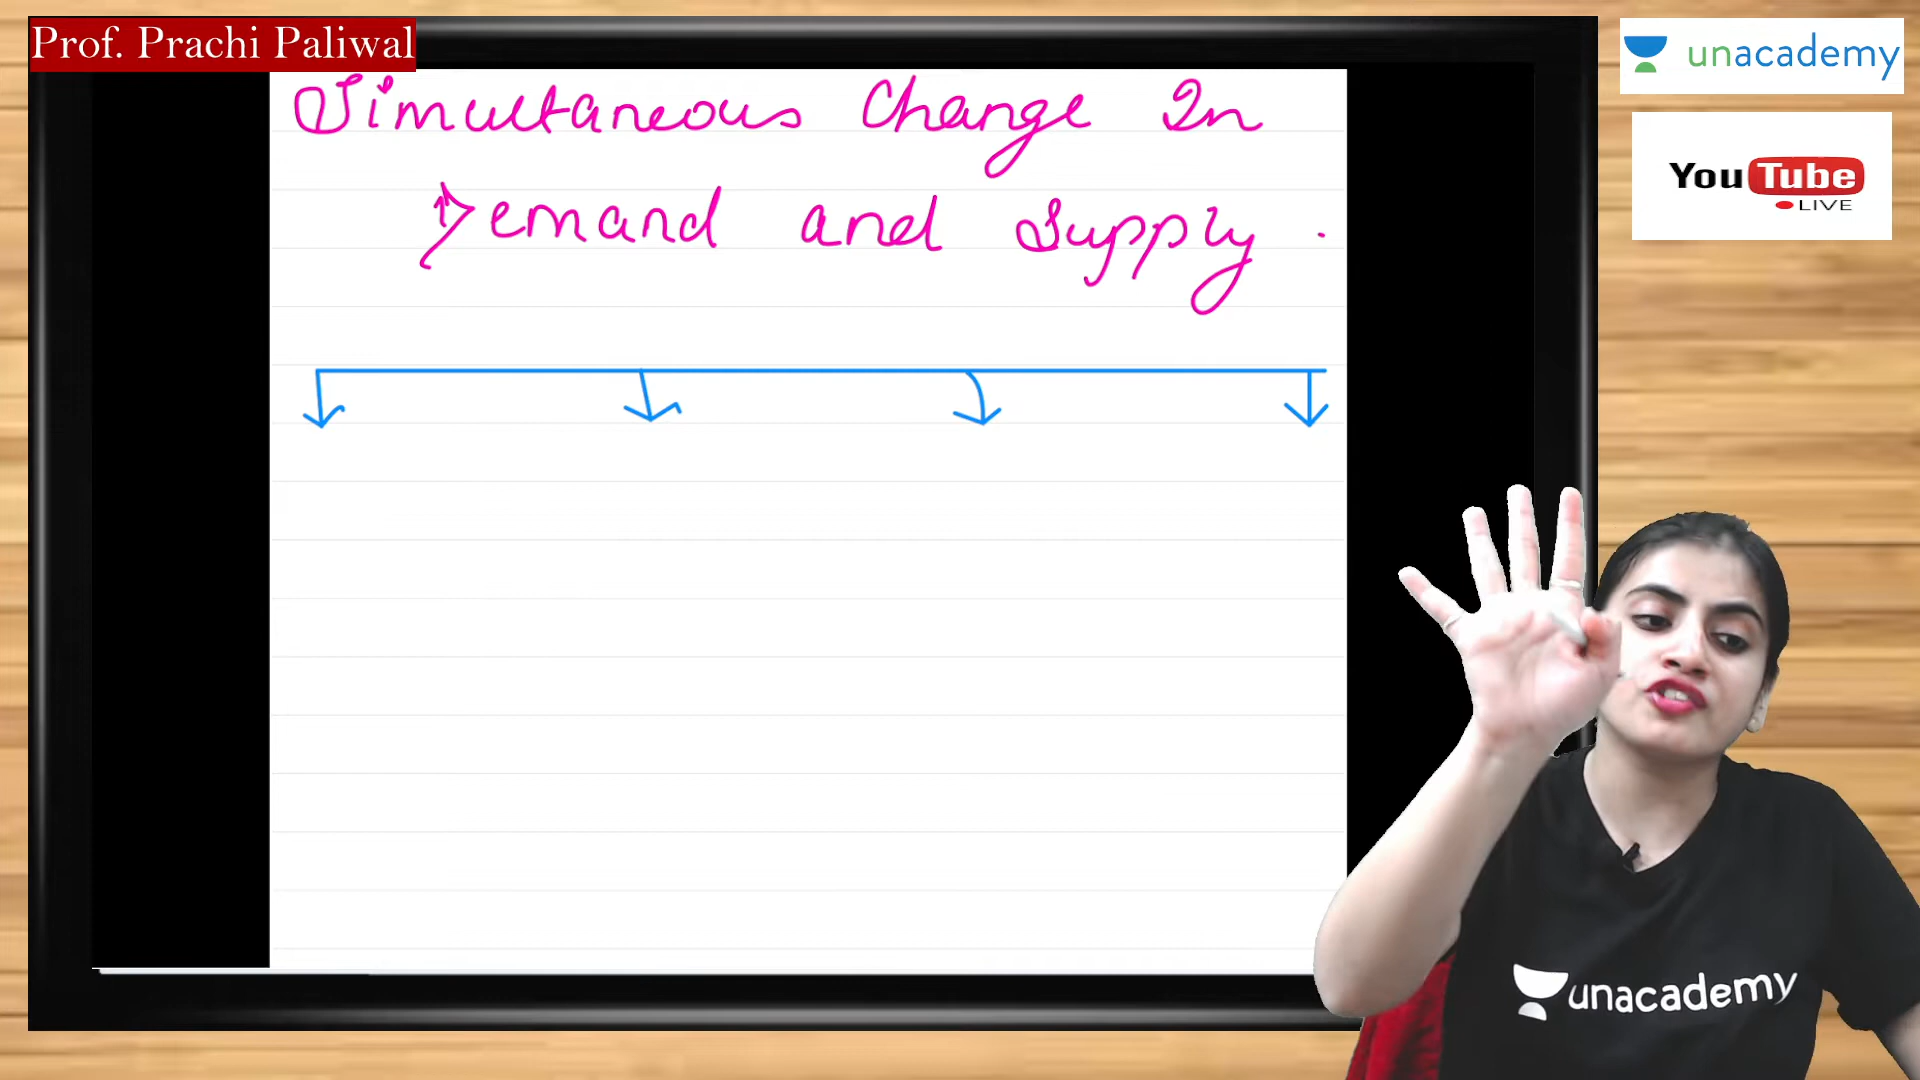 Prof. Prachi Paliwal
unacademy
YouTube
LIVE
Simultaneous Change In
Demand and Supply.
unacademy